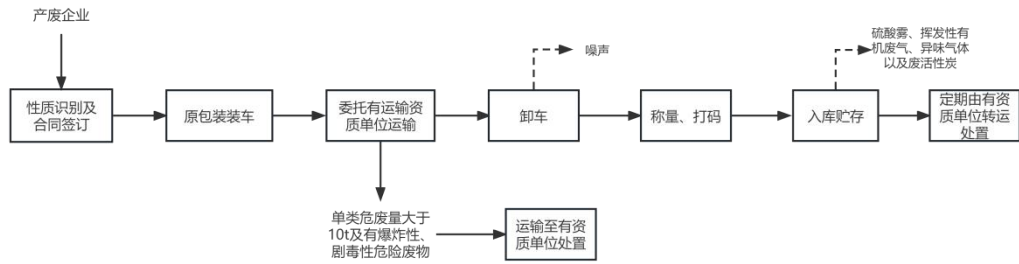 产废企业
性质识别及
合同签订
原包装装车
委托有运输资
质单位运输
卸车
噪声
称量、打码
入库贮存
硫酸雾、挥发性有
机废气、异味气体
以及废活性炭
定期由有资
质单位转运
处置
单类危废量大于
10t及有爆炸性、
剧毒性危险废物
运输至有资
质单位处置